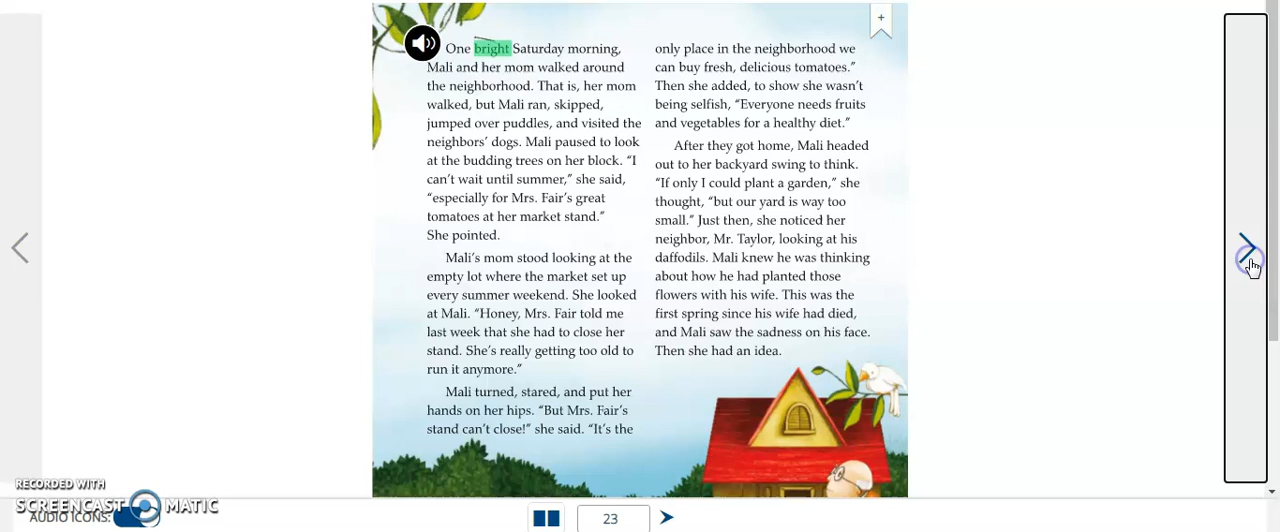 One bright Saturday morning,
Mali and her mom walked around
the neighborhood. That is, her mom
walked, but Mali ran, skipped,
jumped over puddles, and visited the
neighbors’ dogs. Mali paused to look
at the budding trees on her block. “I
can’t wait until summer,” she said,
“especially for Mrs. Fair’s great
tomatoes at her market stand.”
She pointed.
Mali’s mom stood looking at the
empty lot where the market set up
every summer weekend. She looked
at Mali. “Honey, Mrs. Fair told me
last week that she had to close her
stand. She’s really getting too old to
run it anymore.”
Mali turned, stared, and put her
hands on her hips. “But Mrs. Fair’s
stand can’t close!” she said. “It’s the
only place in the neighborhood we
can buy fresh, delicious tomatoes.”
Then she added, to show she wasn’t
being selfish, “Everyone needs fruits
and vegetables for a healthy diet.”
After they got home, Mali headed
out to her backyard swing to think.
“If only I could plant a garden,” she
thought, “but our yard is way too
small.” Just then, she noticed her
neighbor, Mr. Taylor, looking at his
daffodils. Mali knew he was thinking
about how he had planted those
flowers with his wife. This was the
first spring since his wife had died,
and Mali saw the sadness on his face.
Then she had an idea.
RECORDED WITH
SCREENCAST MATIC
AUDIO ICONS:
23